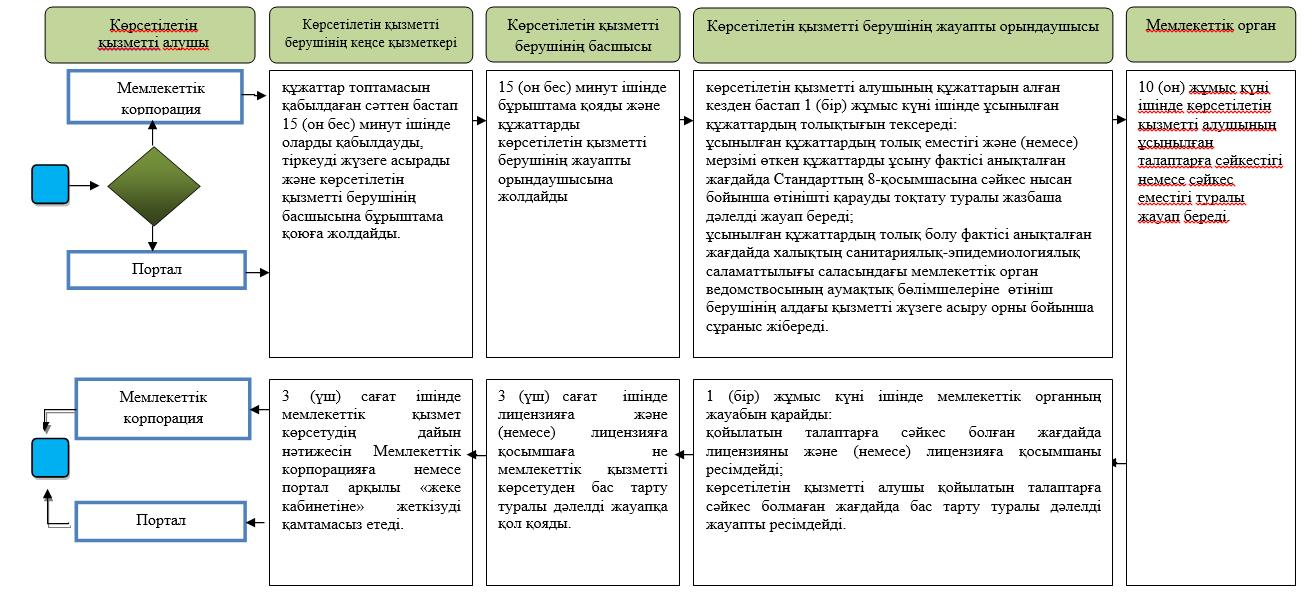 Көрсетілетін
қызметті алушы
Көрсетілетін қызметті
берушінің кеңсе қызметкері
Көрсетілетін қызметті
берушінің басшысы
Көрсетілетін қызметті берушінің жауапты орындаушысы
Мемлекеттік орган
Мемлекеттік
корпорация
Портал
құжаттар топтамасын
қабылдаған сәттен бастап
15 (он бес) минут ішінде
оларды қабылдауды,
тіркеуді жүзеге асырады
және көрсетілетін
қызметті берушінің
басшысына бұрыштама
қоюға жолдайды.
15 (он бес) минут ішінде
бұрыштама қояды және
құжаттарды
көрсетілетін қызметті
берушінің жауапты
орындаушысына
жолдайды
көрсетілетін қызметті алушының құжаттарын алған
кезден бастап 1 (бір) жұмыс күні ішінде ұсынылған
құжаттардың толықтығын тексереді:
ұсынылған құжаттардың толық еместігі және (немесе)
мерзімі өткен құжаттарды ұсыну фактісі анықталған
жағдайда Стандарттың 8-қосымшасына сәйкес нысан
бойынша өтінішті қарауды тоқтату туралы жазбаша
дәлелді жауап береді;
ұсынылған құжаттардың толық болу фактісі анықталған
жағдайда халықтың санитариялық-эпидемиологиялық
саламаттылығы саласындағы мемлекеттік орган
ведомствосының аумақтық бөлімшелеріне өтініш
берушінің алдағы қызметті жүзеге асыру орны бойынша
сұраныс жібереді.
10 (он) жұмыс күні
ішінде көрсетілетін
қызметті алушының
ұсынылған
талаптарға сәйкестігі
немесе сәйкес
еместігі туралы
жауап береді.
Мемлекеттік
корпорация
Портал
3 (үш) сағат ішінде
мемлекеттік қызмет
көрсетудің дайын
нәтижесін Мемлекеттік
корпорацияға немесе
портал арқылы «жеке
кабинетіне» жеткізуді
қамтамасыз етеді.
3 (үш) сағат ішінде
лицензияға және
(немесе) лицензияға
қосымшаға не
мемлекеттік қызметті
көрсетуден бас тарту
туралы дәлелді жауапқа
қол қояды.
1 (бір) жұмыс күні ішінде мемлекеттік органның
жауабын қарайды:
қойылатын талаптарға сәйкес болған жағдайда
лицензияны және (немесе) лицензияға қосымшаны
ресімдейді;
көрсетілетін қызметті алушы қойылатын талаптарға
сәйкес болмаған жағдайда бас тарту туралы дәлелді
жауапты ресімдейді.